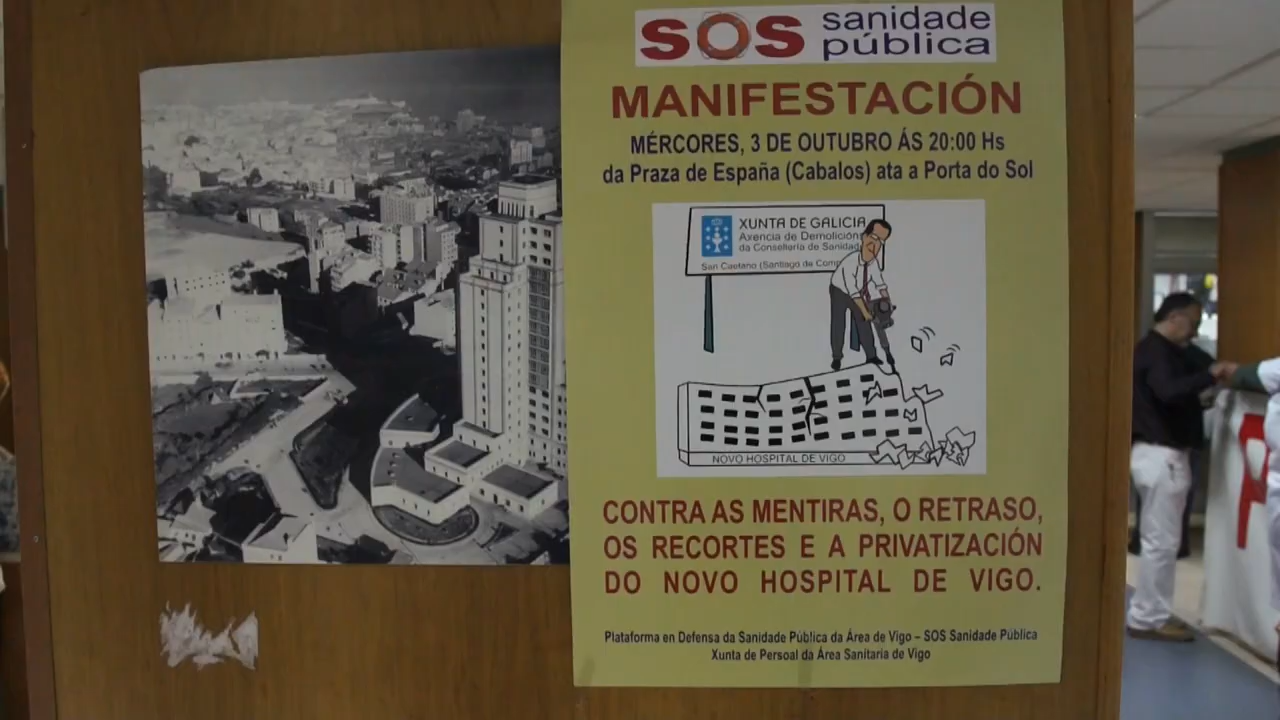 SOS sanidade
pública
MANIFESTACIÓN
MÉRCORES, 3 DE OUTUBRO ÁS 20:00 Hs
da Praza de España (Cabalos) ata a Porta do Sol
XUNTA DE GALICIA
Axencia de Demolición
da Consellería de Sanidad
San Caetano (Santiago de Comp
NOVO HOSPITAL DE VIGO
CONTRA AS MENTIRAS, O RETRASO,
OS RECORTES E A PRIVATIZACIÓN
DO NOVO HOSPITAL DE VIGO.
Plataforma en Defensa da Sanidade Pública da Área de Vigo – SOS Sanidade Pública
Xunta de Persoal da Área Sanitaria de Vigo